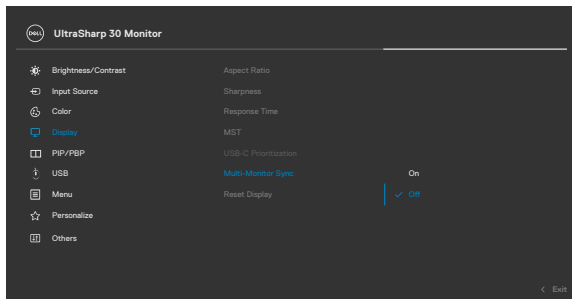 DELL UltraSharp 30 Monitor
Brightness/Contrast Aspect Ratio
Input Source Sharpness
Color Response Time
Display MST
PIP/PBP USB-C Prioritization
USB Multi-Monitor Sync On
Menu Reset Display ✓ Off
Personalize
Others
< Exit